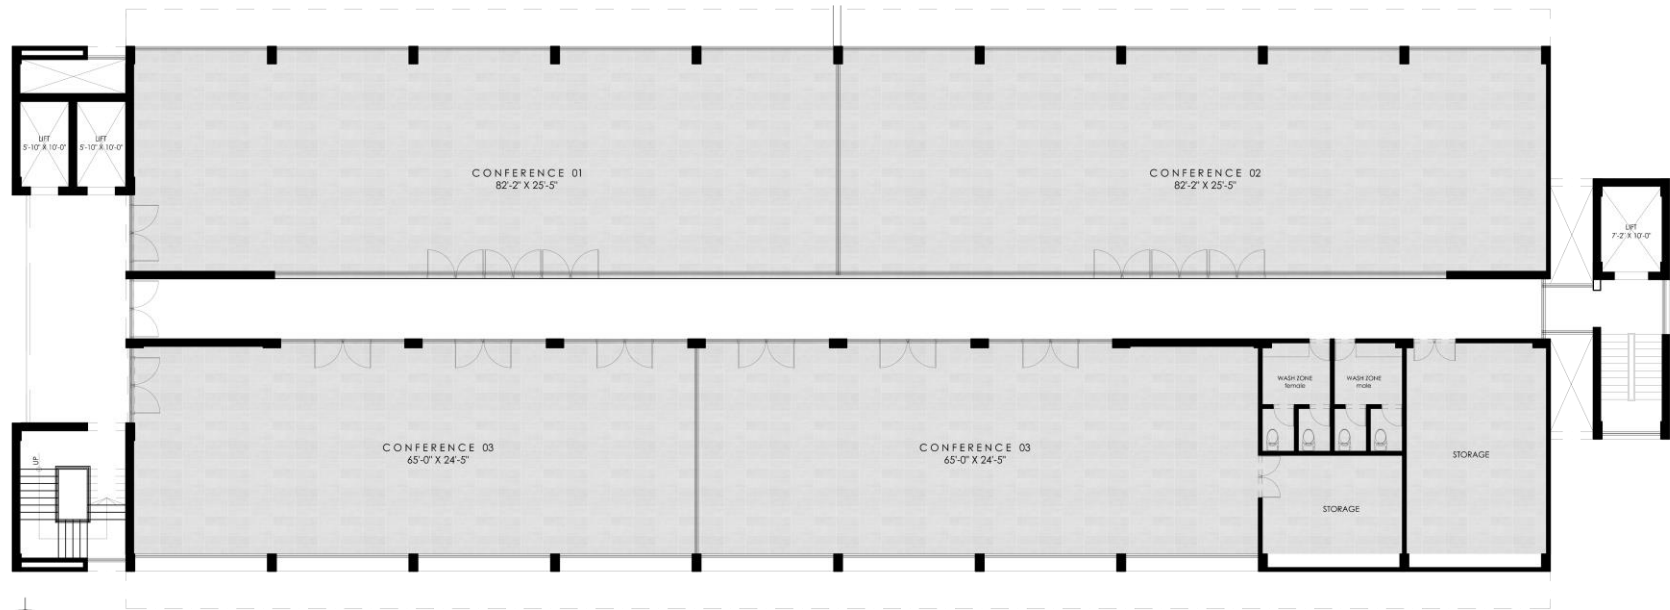 LIFT
5'-10" X 10'-0"
LIFT
5'-10" X 10'-0"
CONFERENCE 01
82'-2" X 25'-5"
CONFERENCE 02
82'-2" X 25'-5"
LIFT
7'-2" X 10'-0"
WASH ZONE
female
WASH ZONE
male
UP
CONFERENCE 03
65'-0" X 24'-5"
CONFERENCE 03
65'-0" X 24'-5"
STORAGE
STORAGE